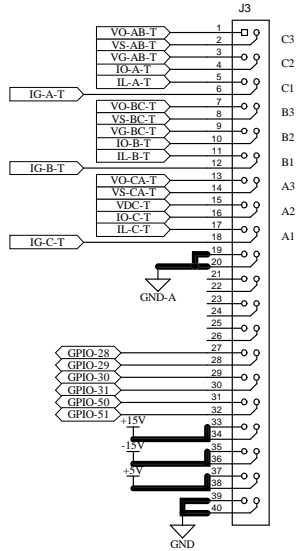 J3
VO-AB-T 1
VS-AB-T 2 C3
VG-AB-T 3
IO-A-T 4 C2
IL-A-T 5
IG-A-T 6 C1
VO-BC-T 7
VS-BC-T 8 B3
VG-BC-T 9
IO-B-T 10 B2
IL-B-T 11
IG-B-T 12 B1
VO-CA-T 13
VS-CA-T 14 A3
VDC-T 15
IO-C-T 16 A2
IL-C-T 17
IG-C-T 18 A1
19
20
GND-A
21
22
23
24
25
26
GPIO-28 27
GPIO-29 28
GPIO-30 29
GPIO-31 30
GPIO-50 31
GPIO-51 32
+15V 33
34
-15V 35
36
+5V 37
38
39
40
GND